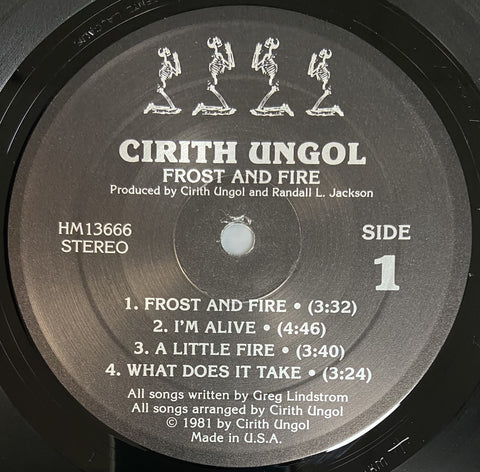 CIRITH UNGOL
FROST AND FIRE
Produced by Cirith Ungol and Randall L. Jackson
HM13666
STEREO
SIDE
1
1. FROST AND FIRE • (3:32)
2. I'M ALIVE • (4:46)
3. A LITTLE FIRE • (3:40)
4. WHAT DOES IT TAKE • (3:24)
All songs written by Greg Lindstrom
All songs arranged by Cirith Ungol
© 1981 by Cirith Ungol
Made in U.S.A.